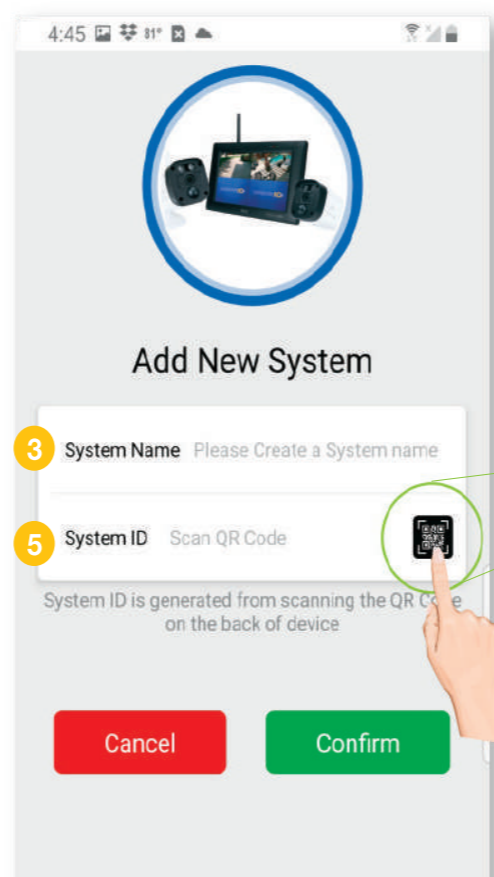 4:45 81°
Add New System
3 System Name Please Create a System name
5 System ID Scan QR Code
System ID is generated from scanning the QR Code
on the back of device
Cancel Confirm